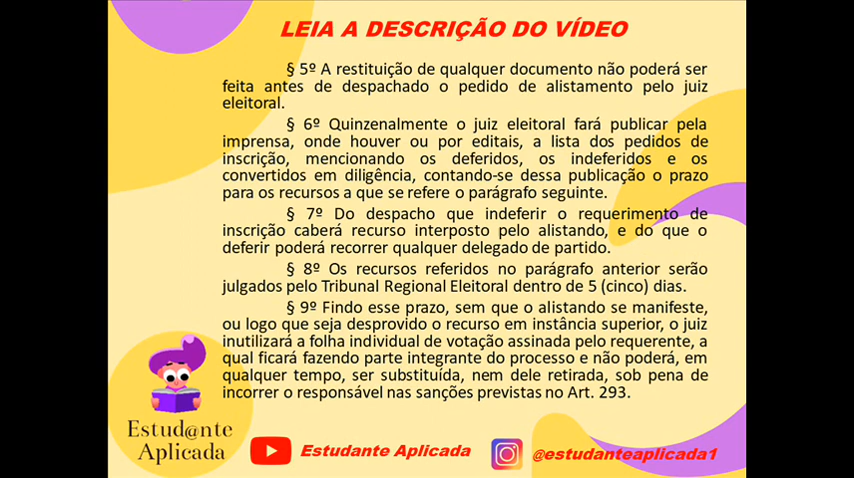 LEIA A DESCRIÇÃO DO VÍDEO
§ 5º A restituição de qualquer documento não poderá ser
feita antes de despachado o pedido de alistamento pelo juiz
eleitoral.
§ 6º Quinzenalmente o juiz eleitoral fará publicar pela
imprensa, onde houver ou por editais, a lista dos pedidos de
inscrição, mencionando os deferidos, os indeferidos e os
convertidos em diligência, contando-se dessa publicação o prazo
para os recursos a que se refere o parágrafo seguinte.
§ 7º Do despacho que indeferir o requerimento de
inscrição caberá recurso interposto pelo alistando, e do que o
deferir poderá recorrer qualquer delegado de partido.
§ 8º Os recursos referidos no parágrafo anterior serão
julgados pelo Tribunal Regional Eleitoral dentro de 5 (cinco) dias.
§ 9º Findo esse prazo, sem que o alistando se manifeste,
ou logo que seja desprovido o recurso em instância superior, o juiz
inutilizará a folha individual de votação assinada pelo requerente, a
qual ficará fazendo parte integrante do processo e não poderá, em
qualquer tempo, ser substituída, nem dele retirada, sob pena de
incorrer o responsável nas sanções previstas no Art. 293.
Estud@nte
Aplicada
Estudante Aplicada
@estudanteaplicada1